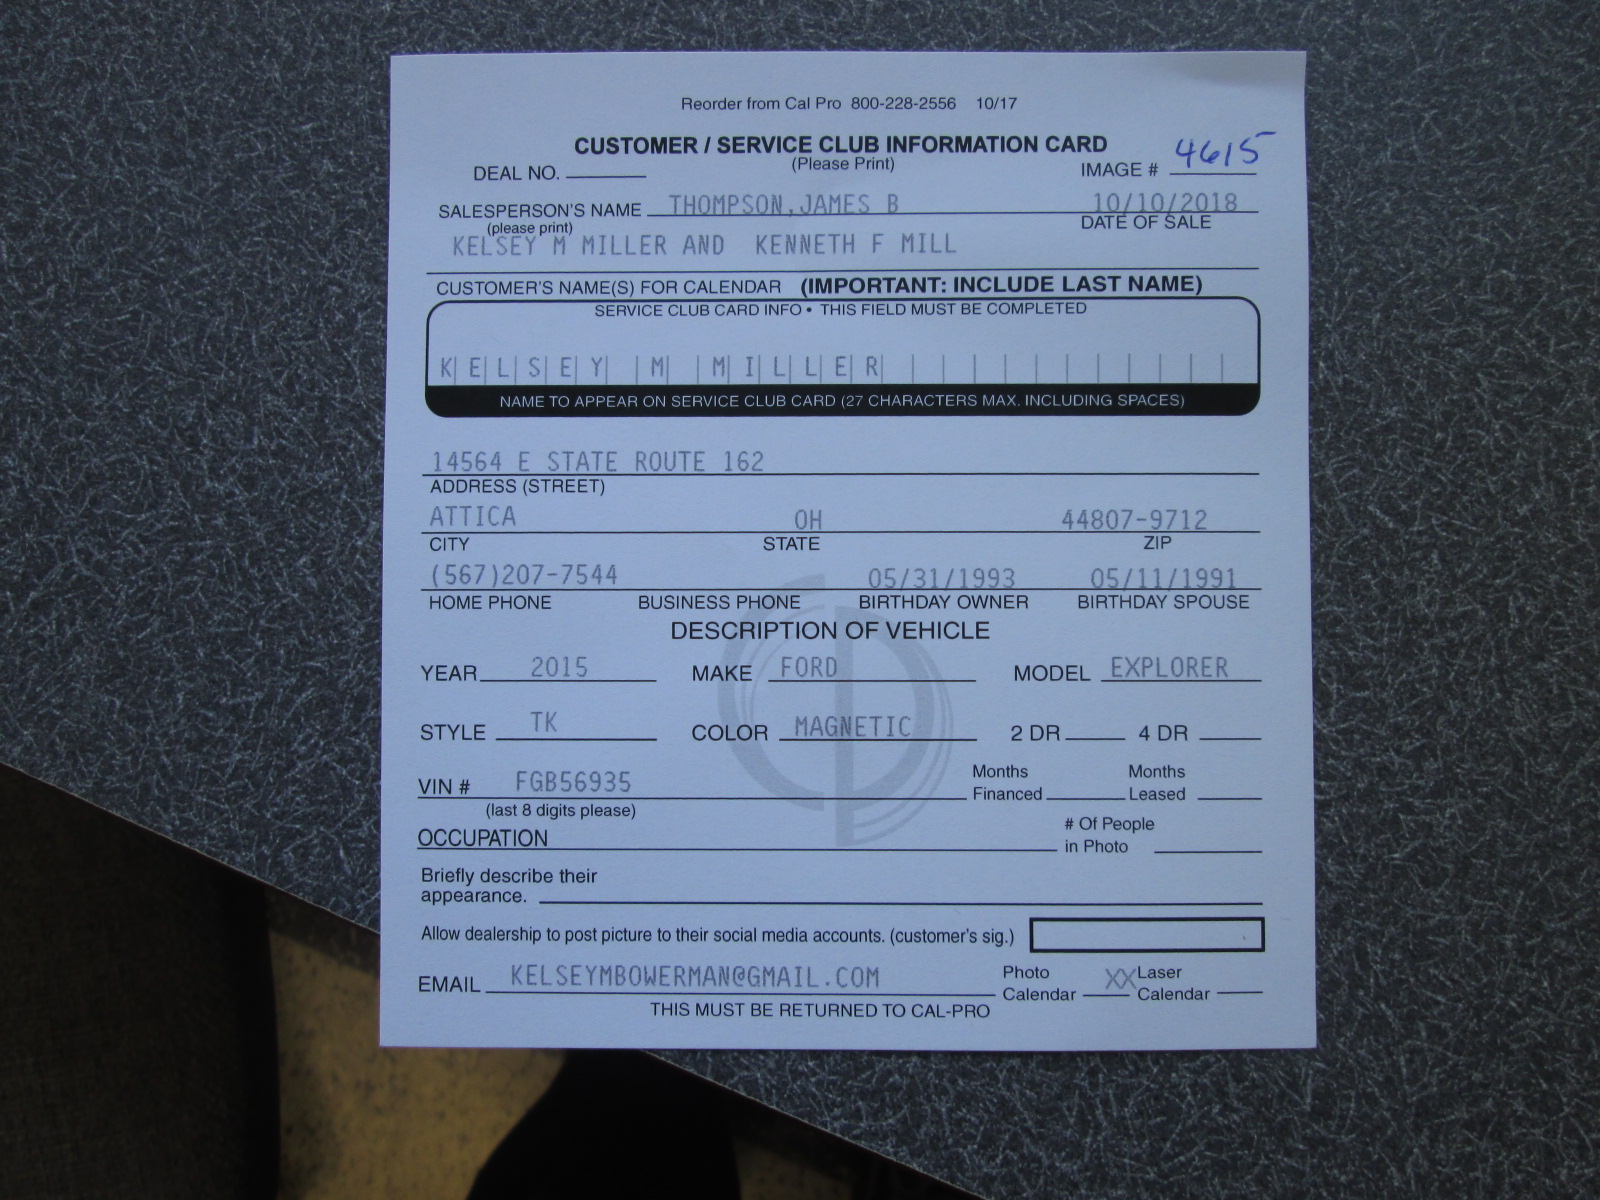 Reorder from Cal Pro 800-228-2556 10/17
CUSTOMER / SERVICE CLUB INFORMATION CARD
(Please Print)
DEAL NO. IMAGE # 4615
SALESPERSON'S NAME THOMPSON,JAMES B 10/10/2018
(please print) DATE OF SALE
KELSEY M MILLER AND KENNETH F MILL
CUSTOMER'S NAME(S) FOR CALENDAR (IMPORTANT: INCLUDE LAST NAME)
SERVICE CLUB CARD INFO • THIS FIELD MUST BE COMPLETED
KELSEY M MILLER
NAME TO APPEAR ON SERVICE CLUB CARD (27 CHARACTERS MAX. INCLUDING SPACES)
14564 E STATE ROUTE 162
ADDRESS (STREET)
ATTICA OH 44807-9712
CITY STATE ZIP
(567)207-7544 05/31/1993 05/11/1991
HOME PHONE BUSINESS PHONE BIRTHDAY OWNER BIRTHDAY SPOUSE
DESCRIPTION OF VEHICLE
YEAR 2015 MAKE FORD MODEL EXPLORER
STYLE TK COLOR MAGNETIC 2 DR 4 DR
VIN # FGB56935 Months Financed Months Leased
(last 8 digits please)
OCCUPATION # Of People in Photo
Briefly describe their
appearance.
Allow dealership to post picture to their social media accounts. (customer's sig.)
EMAIL KELSEYMBOWERMAN@GMAIL.COM Photo Calendar XX Laser Calendar
THIS MUST BE RETURNED TO CAL-PRO